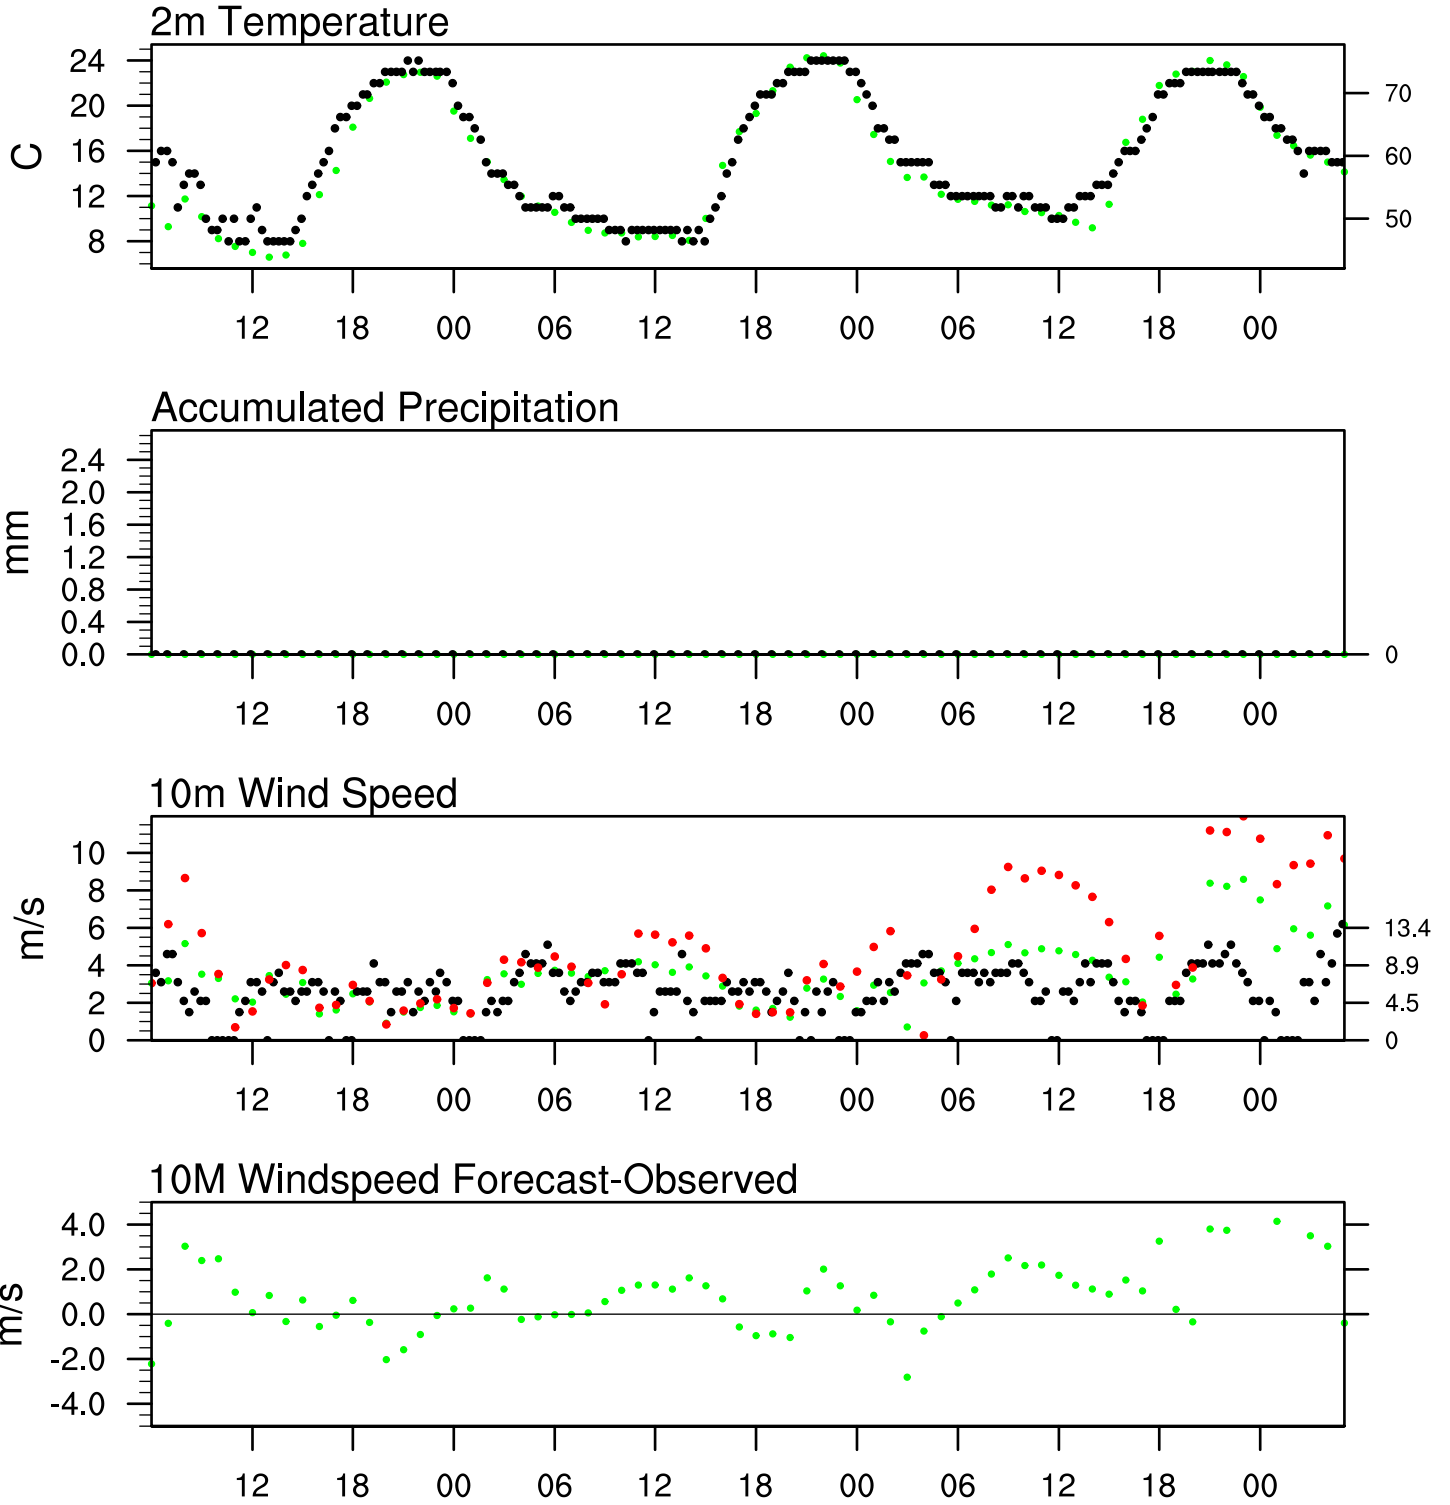 2m Temperature
24
20
16
12
8
C
70
60
50
12 18 00 06 12 18 00 06 12 18 00
Accumulated Precipitation
2.4
2.0
1.6
1.2
0.8
0.4
0.0
mm
0
12 18 00 06 12 18 00 06 12 18 00
10m Wind Speed
10
8
6
4
2
0
m/s
13.4
8.9
4.5
0
12 18 00 06 12 18 00 06 12 18 00
10M Windspeed Forecast-Observed
4.0
2.0
0.0
-2.0
-4.0
m/s
12 18 00 06 12 18 00 06 12 18 00